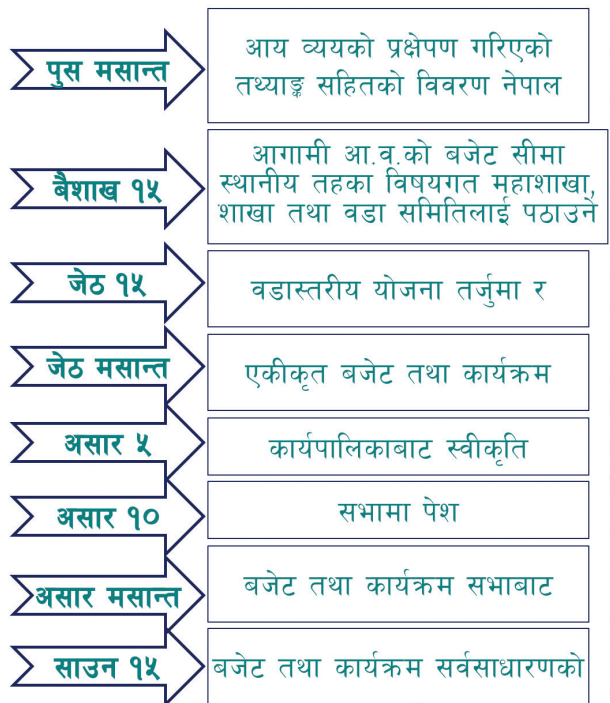 पुस मसान्त
आय व्ययको प्रक्षेपण गरिएको
तथ्याङ्क सहितको विवरण नेपाल
बैशाख १५
आगामी आ.व.को बजेट सीमा
स्थानीय तहका विषयगत महाशाखा,
शाखा तथा वडा समितिलाई पठाउने
जेठ १५
वडास्तरीय योजना तर्जुमा र
जेठ मसान्त
एकीकृत बजेट तथा कार्यक्रम
असार ५
कार्यपालिकाबाट स्वीकृति
असार १०
सभामा पेश
असार मसान्त
बजेट तथा कार्यक्रम सभाबाट
साउन १५
बजेट तथा कार्यक्रम सर्वसाधारणको